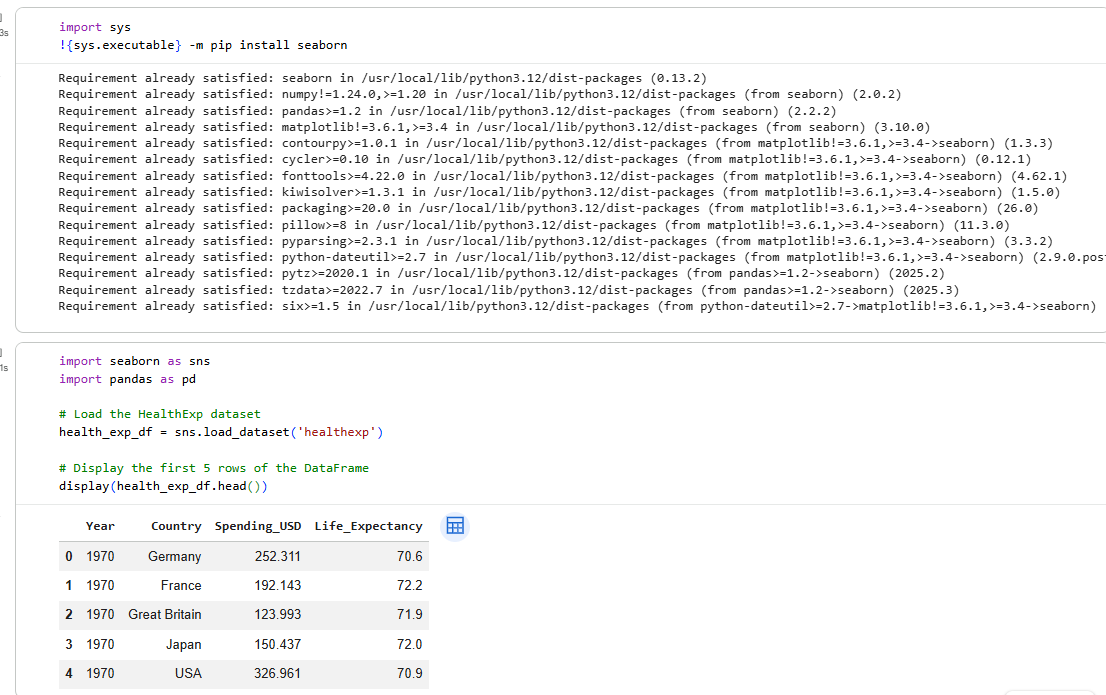 ]
3s
import sys
!{sys.executable} -m pip install seaborn
Requirement already satisfied: seaborn in /usr/local/lib/python3.12/dist-packages (0.13.2)
Requirement already satisfied: numpy!=1.24.0,>=1.20 in /usr/local/lib/python3.12/dist-packages (from seaborn) (2.0.2)
Requirement already satisfied: pandas>=1.2 in /usr/local/lib/python3.12/dist-packages (from seaborn) (2.2.2)
Requirement already satisfied: matplotlib!=3.6.1,>=3.4 in /usr/local/lib/python3.12/dist-packages (from seaborn) (3.10.0)
Requirement already satisfied: contourpy>=1.0.1 in /usr/local/lib/python3.12/dist-packages (from matplotlib!=3.6.1,>=3.4->seaborn) (1.3.3)
Requirement already satisfied: cycler>=0.10 in /usr/local/lib/python3.12/dist-packages (from matplotlib!=3.6.1,>=3.4->seaborn) (0.12.1)
Requirement already satisfied: fonttools>=4.22.0 in /usr/local/lib/python3.12/dist-packages (from matplotlib!=3.6.1,>=3.4->seaborn) (4.62.1)
Requirement already satisfied: kiwisolver>=1.3.1 in /usr/local/lib/python3.12/dist-packages (from matplotlib!=3.6.1,>=3.4->seaborn) (1.5.0)
Requirement already satisfied: packaging>=20.0 in /usr/local/lib/python3.12/dist-packages (from matplotlib!=3.6.1,>=3.4->seaborn) (26.0)
Requirement already satisfied: pillow>=8 in /usr/local/lib/python3.12/dist-packages (from matplotlib!=3.6.1,>=3.4->seaborn) (11.3.0)
Requirement already satisfied: pyparsing>=2.3.1 in /usr/local/lib/python3.12/dist-packages (from matplotlib!=3.6.1,>=3.4->seaborn) (3.3.2)
Requirement already satisfied: python-dateutil>=2.7 in /usr/local/lib/python3.12/dist-packages (from matplotlib!=3.6.1,>=3.4->seaborn) (2.9.0.pos
Requirement already satisfied: pytz>=2020.1 in /usr/local/lib/python3.12/dist-packages (from pandas>=1.2->seaborn) (2025.2)
Requirement already satisfied: tzdata>=2022.7 in /usr/local/lib/python3.12/dist-packages (from pandas>=1.2->seaborn) (2025.3)
Requirement already satisfied: six>=1.5 in /usr/local/lib/python3.12/dist-packages (from python-dateutil>=2.7->matplotlib!=3.6.1,>=3.4->seaborn)
]
1s
import seaborn as sns
import pandas as pd
# Load the HealthExp dataset
health_exp_df = sns.load_dataset('healthexp')
# Display the first 5 rows of the DataFrame
display(health_exp_df.head())
Year Country Spending_USD Life_Expectancy
0 1970 Germany 252.311 70.6
1 1970 France 192.143 72.2
2 1970 Great Britain 123.993 71.9
3 1970 Japan 150.437 72.0
4 1970 USA 326.961 70.9